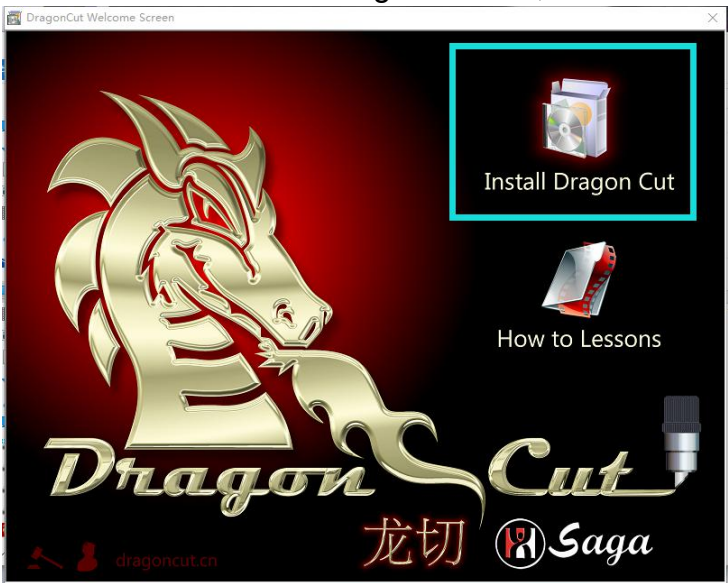 DragonCut Welcome Screen
Install Dragon Cut
How to Lessons
Dragon Cut
龙切
Saga
dragoncut.cn